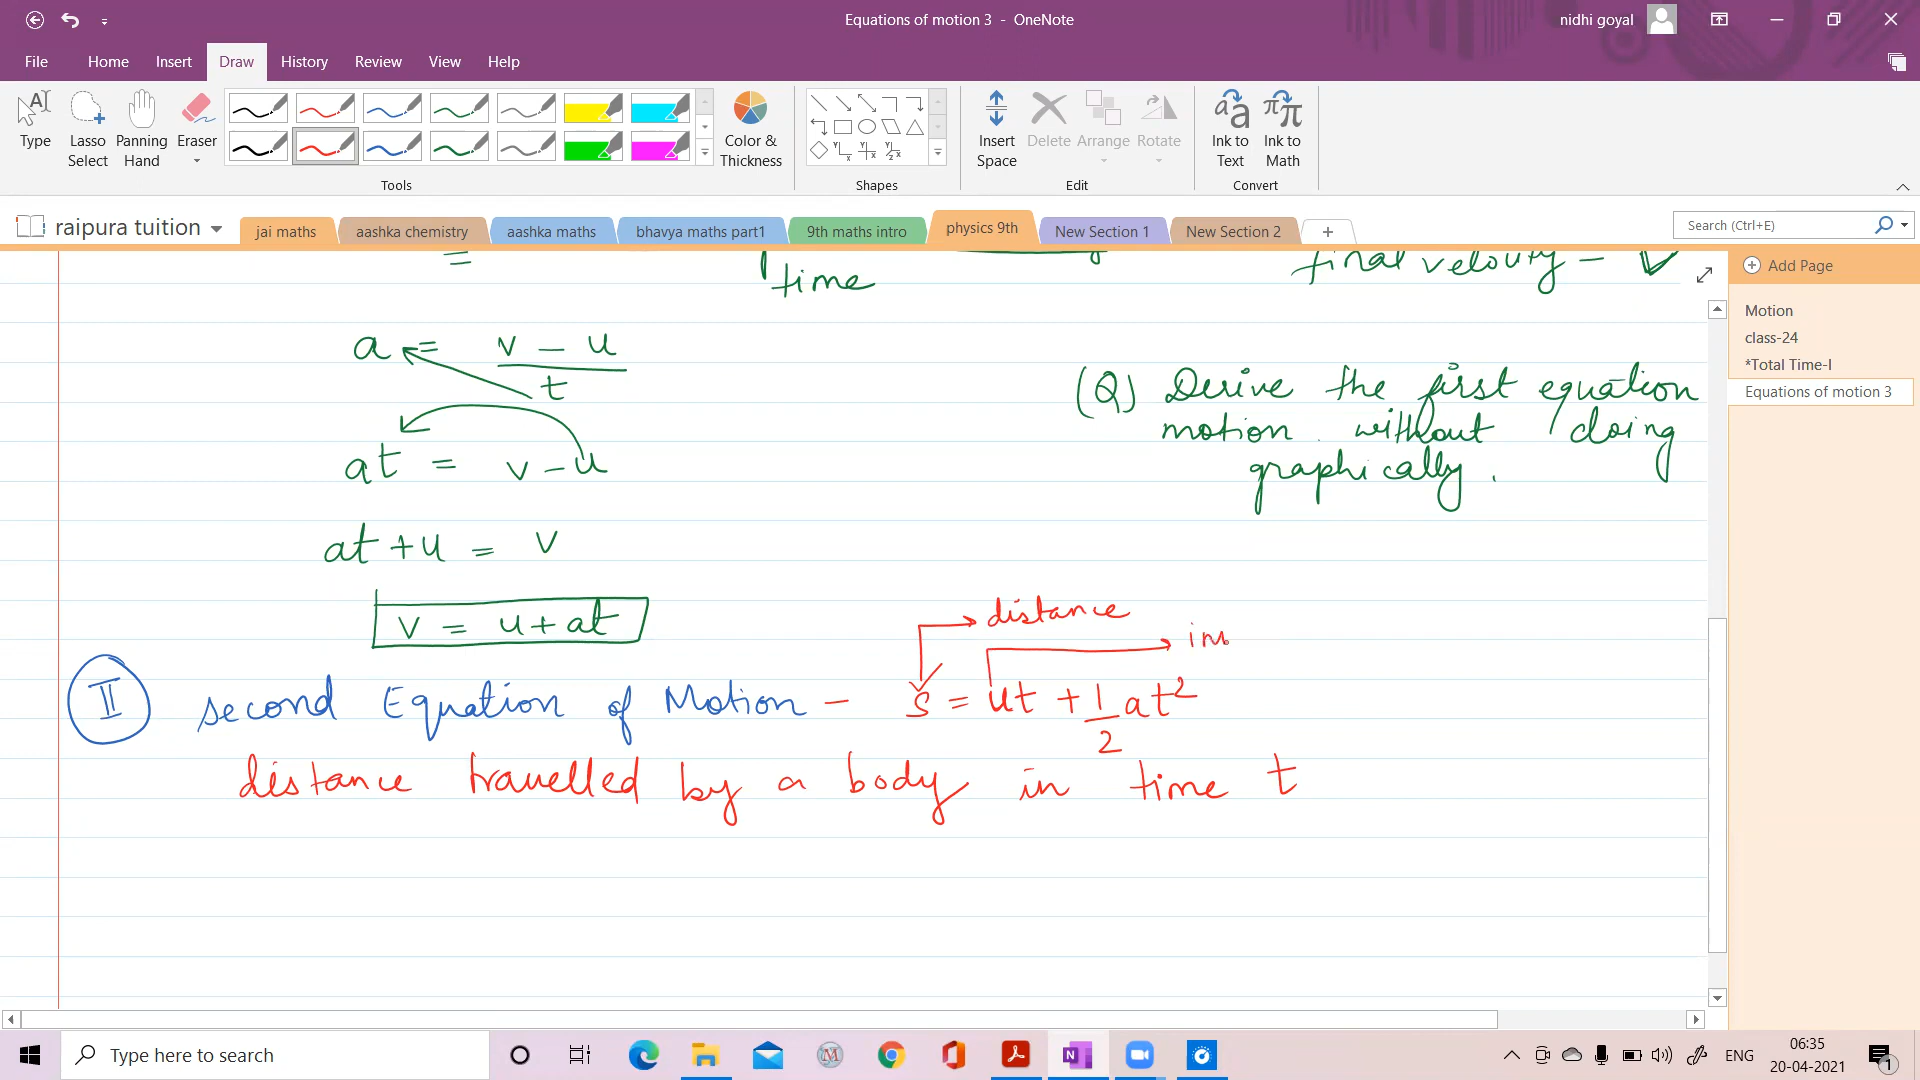 Equations of motion 3 - OneNote
nidhi goyal
File Home Insert Draw History Review View Help
Type
Lasso Select
Panning Hand
Eraser
Color & Thickness
Insert Space
Delete
Arrange
Rotate
Ink to Text
Ink to Math
Tools
Shapes
Edit
Convert
raipura tuition
jai maths
aashka chemistry
aashka maths
bhavya maths part1
9th maths intro
physics 9th
New Section 1
New Section 2
Search (Ctrl+E)
Add Page
Motion
class-24
*Total Time-I
Equations of motion 3
time
final velouty - V
a = v - u
t
at = v - u
at + u = v
v = u + at
(Q) Derive the first equation
motion without doing
graphically.
distance
II second Equation of Motion - s = ut + 1/2 at²
distance travelled by a body in time t
Type here to search
ENG
06:35
20-04-2021
1